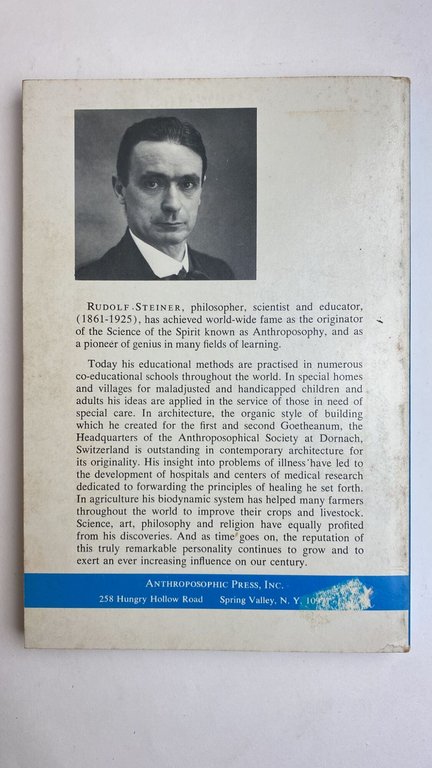 RUDOLF STEINER, philosopher, scientist and educator,
(1861-1925), has achieved world-wide fame as the originator
of the Science of the Spirit known as Anthroposophy, and as
a pioneer of genius in many fields of learning.
Today his educational methods are practised in numerous
co-educational schools throughout the world. In special homes
and villages for maladjusted and handicapped children and
adults his ideas are applied in the service of those in need of
special care. In architecture, the organic style of building
which he created for the first and second Goetheanum, the
Headquarters of the Anthroposophical Society at Dornach,
Switzerland is outstanding in contemporary architecture for
its originality. His insight into problems of illness have led to
the development of hospitals and centers of medical research
dedicated to forwarding the principles of healing he set forth.
In agriculture his biodynamic system has helped many farmers
throughout the world to improve their crops and livestock.
Science, art, philosophy and religion have equally profited
from his discoveries. And as time goes on, the reputation of
this truly remarkable personality continues to grow and to
exert an ever increasing influence on our century.
ANTHROPOSOPHIC PRESS, INC.
258 Hungry Hollow Road Spring Valley, N. Y.